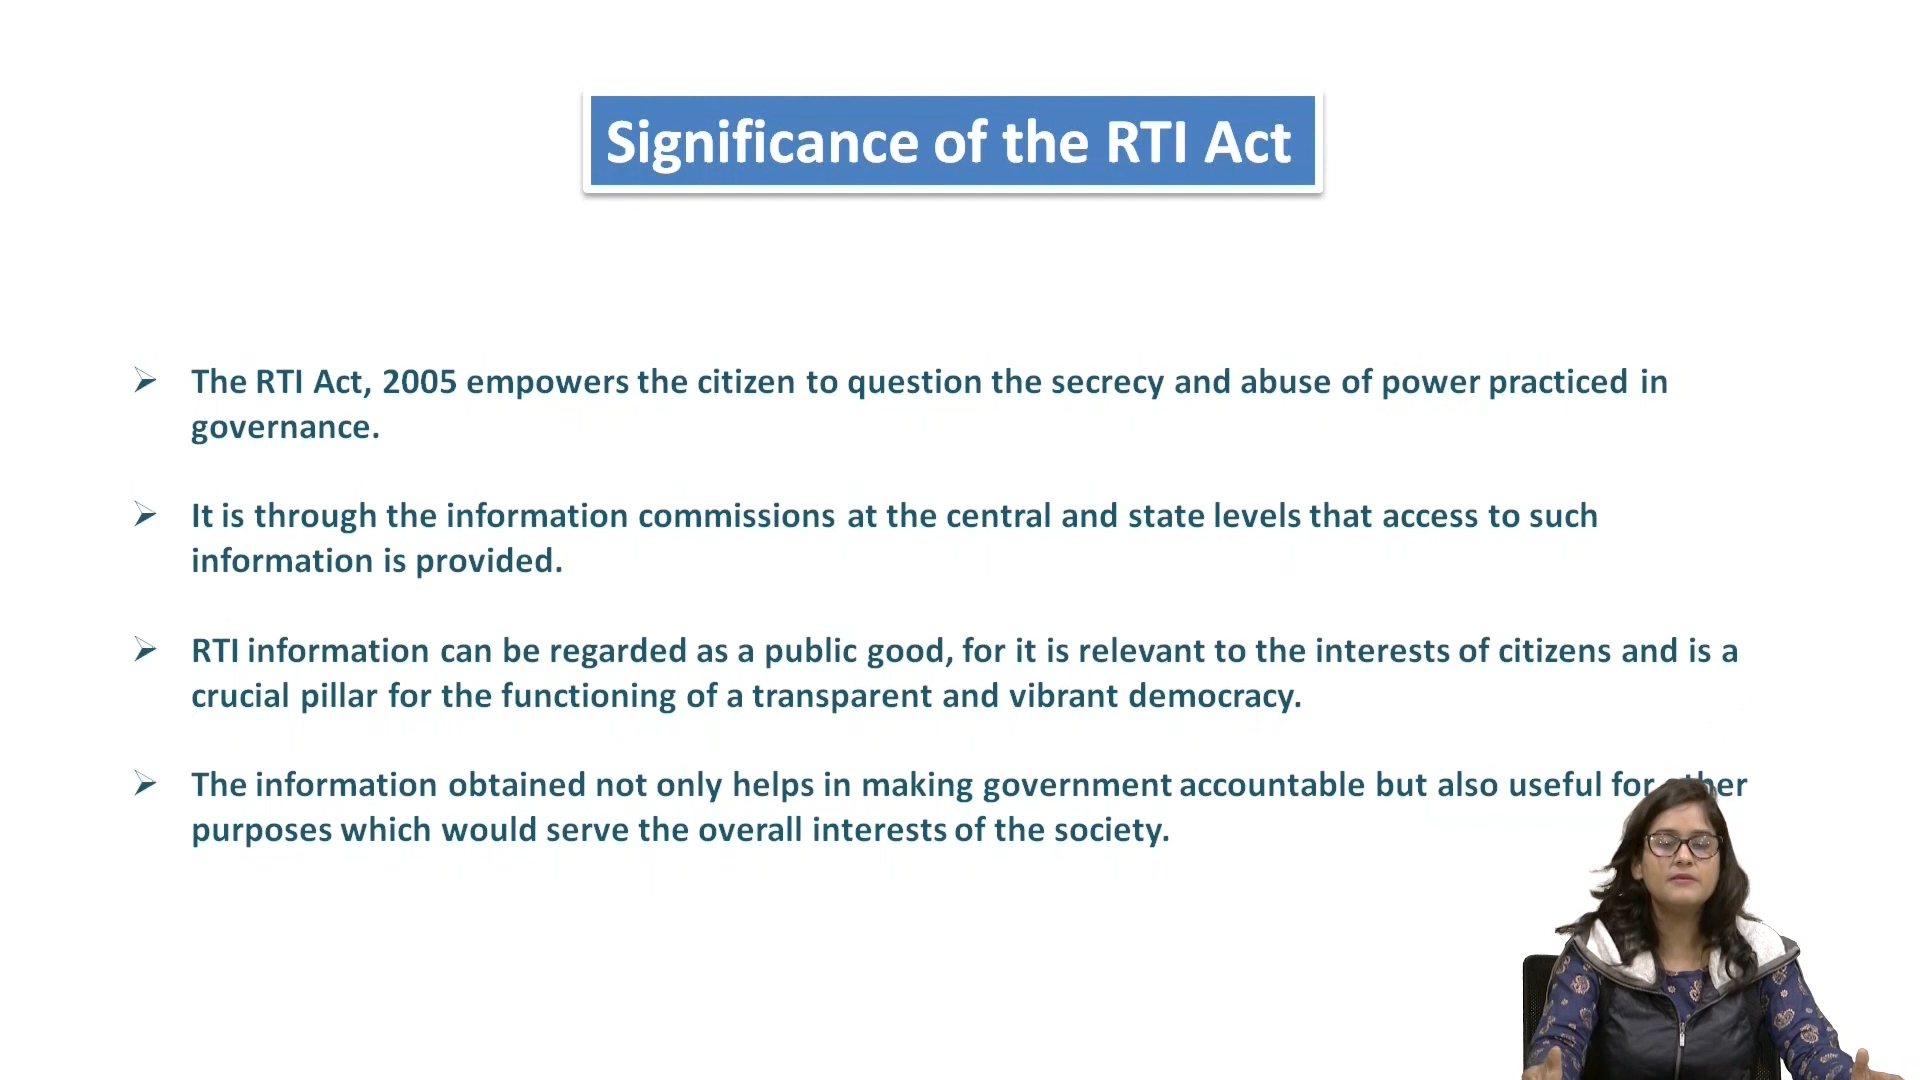 Significance of the RTI Act
The RTI Act, 2005 empowers the citizen to question the secrecy and abuse of power practiced in
governance.
It is through the information commissions at the central and state levels that access to such
information is provided.
RTI information can be regarded as a public good, for it is relevant to the interests of citizens and is a
crucial pillar for the functioning of a transparent and vibrant democracy.
The information obtained not only helps in making government accountable but also useful for other
purposes which would serve the overall interests of the society.